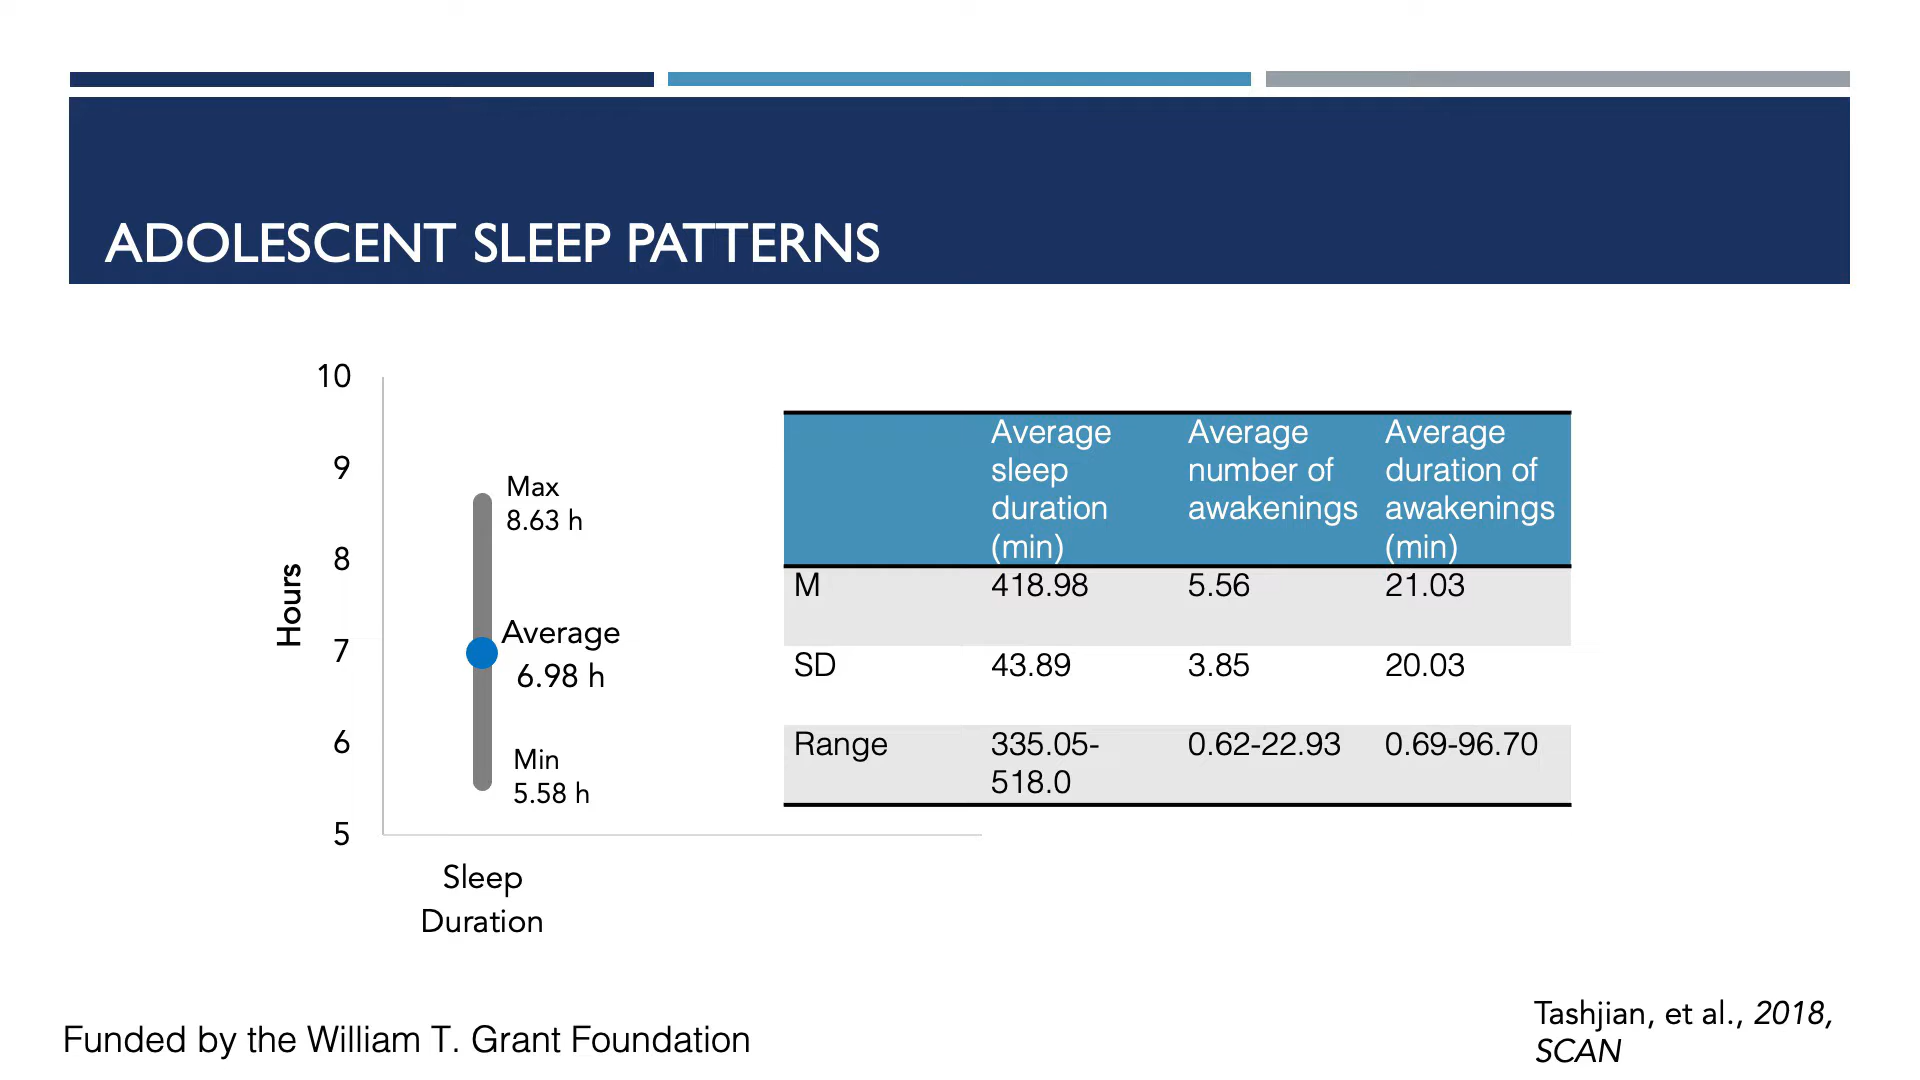 ADOLESCENT SLEEP PATTERNS
10
9
8
7
6
5
Hours
Max
8.63 h
Average
6.98 h
Min
5.58 h
Sleep
Duration
Average sleep duration (min) Average number of awakenings Average duration of awakenings (min)
M 418.98 5.56 21.03
SD 43.89 3.85 20.03
Range 335.05-518.0 0.62-22.93 0.69-96.70
Funded by the William T. Grant Foundation
Tashjian, et al., 2018,
SCAN